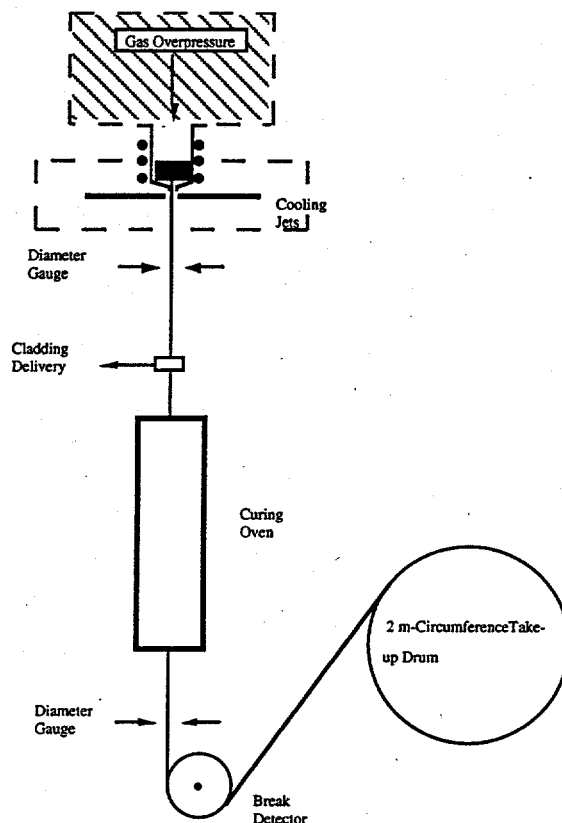 Gas Overpressure
Cooling
Jets
Diameter
Gauge
Cladding
Delivery
Curing
Oven
2 m-CircumferenceTake-
up Drum
Diameter
Gauge
Break
Detector